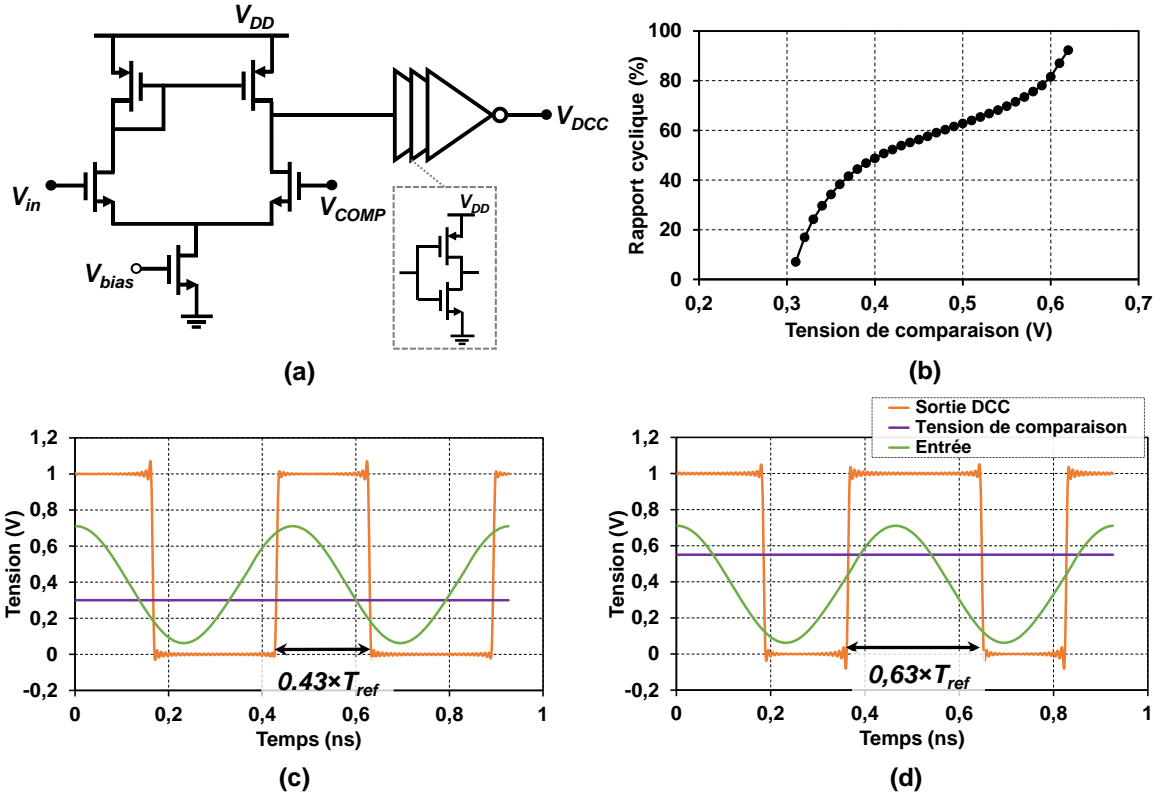 V_DD
V_in
V_COMP
V_bias
V_DCC
V_DD
(a)
Rapport cyclique (%)
100
80
60
40
20
0
0,2
0,3
0,4
0,5
0,6
0,7
Tension de comparaison (V)
(b)
Tension (V)
1,2
1
0,8
0,6
0,4
0,2
0
-0,2
0.43×T_ref
0
0,2
0,4
0,6
0,8
1
Temps (ns)
(c)
Sortie DCC
Tension de comparaison
Entrée
Tension (V)
1,2
1
0,8
0,6
0,4
0,2
0
-0,2
0,63×T_ref
0
0,2
0,4
0,6
0,8
1
Temps (ns)
(d)